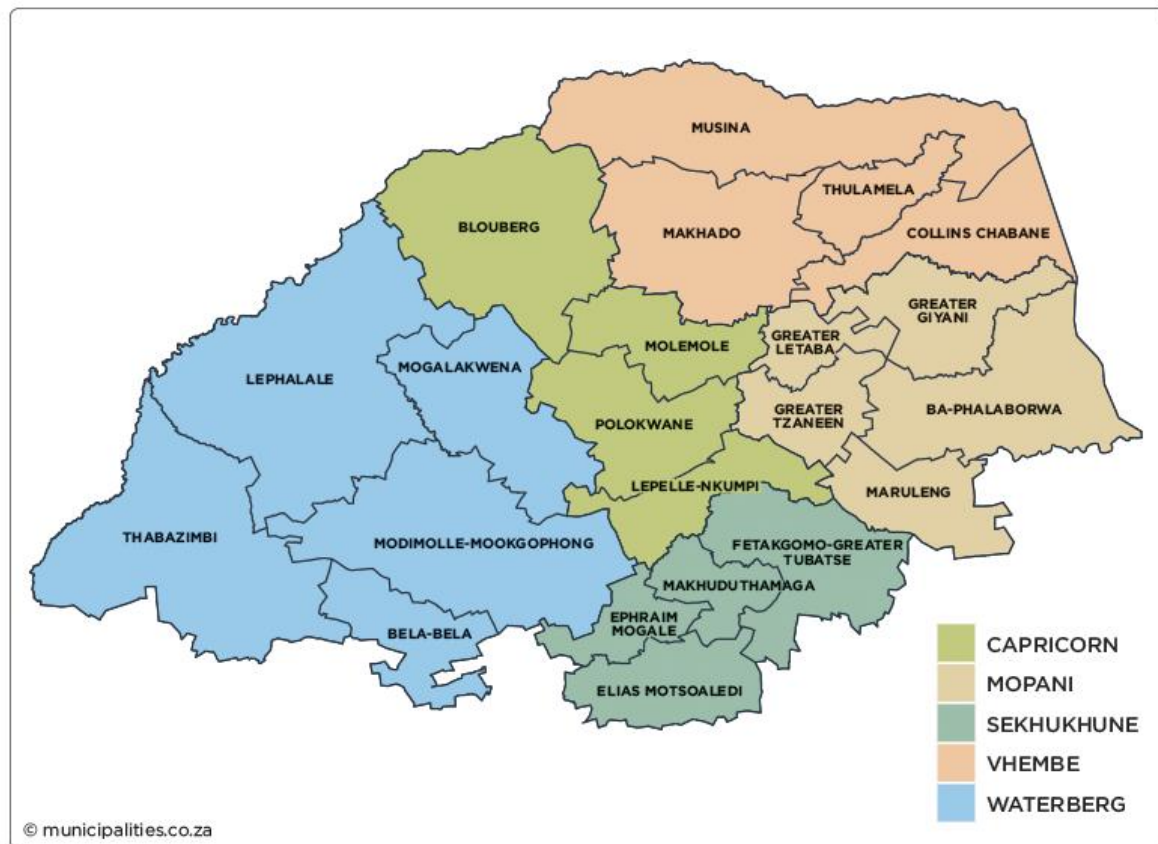 MUSINA
THULAMELA
BLOUBERG
MAKHADO
COLLINS CHABANE
GREATER
GIYANI
MOLEMOLE
GREATER
LETABA
LEPHALALE
MOGALAKWENA
POLOKWANE
GREATER
TZANEEN
BA-PHALABORWA
LEPELLE-NKUMPI
MARULENG
THABAZIMBI
MODIMOLLE-MOOKGOPHONG
FETAKGOMO-GREATER
TUBATSE
MAKHUDUTHAMAGA
BELA-BELA
EPHRAIM
MOGALE
ELIAS MOTSOALEDI
CAPRICORN
MOPANI
SEKHUKHUNE
VHEMBE
WATERBERG
© municipalities.co.za